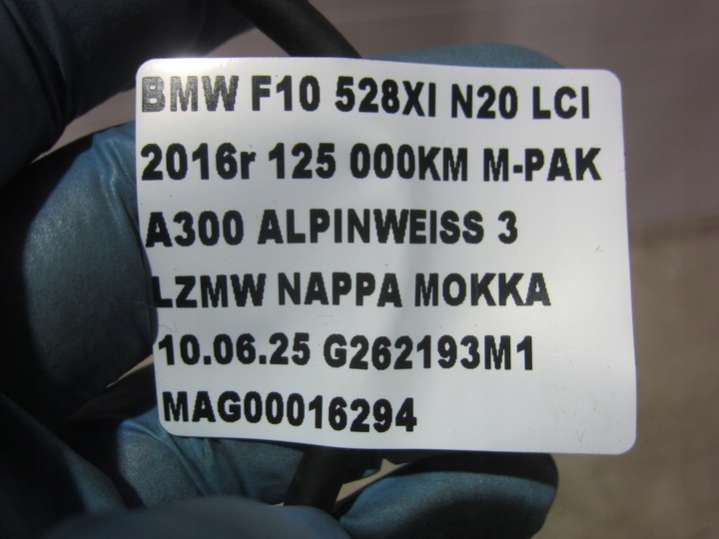 BMW F10 528XI N20 LCI
2016r 125 000KM M-PAK
A300 ALPINWEISS 3
LZMW NAPPA MOKKA
10.06.25 G262193M1
MAG00016294